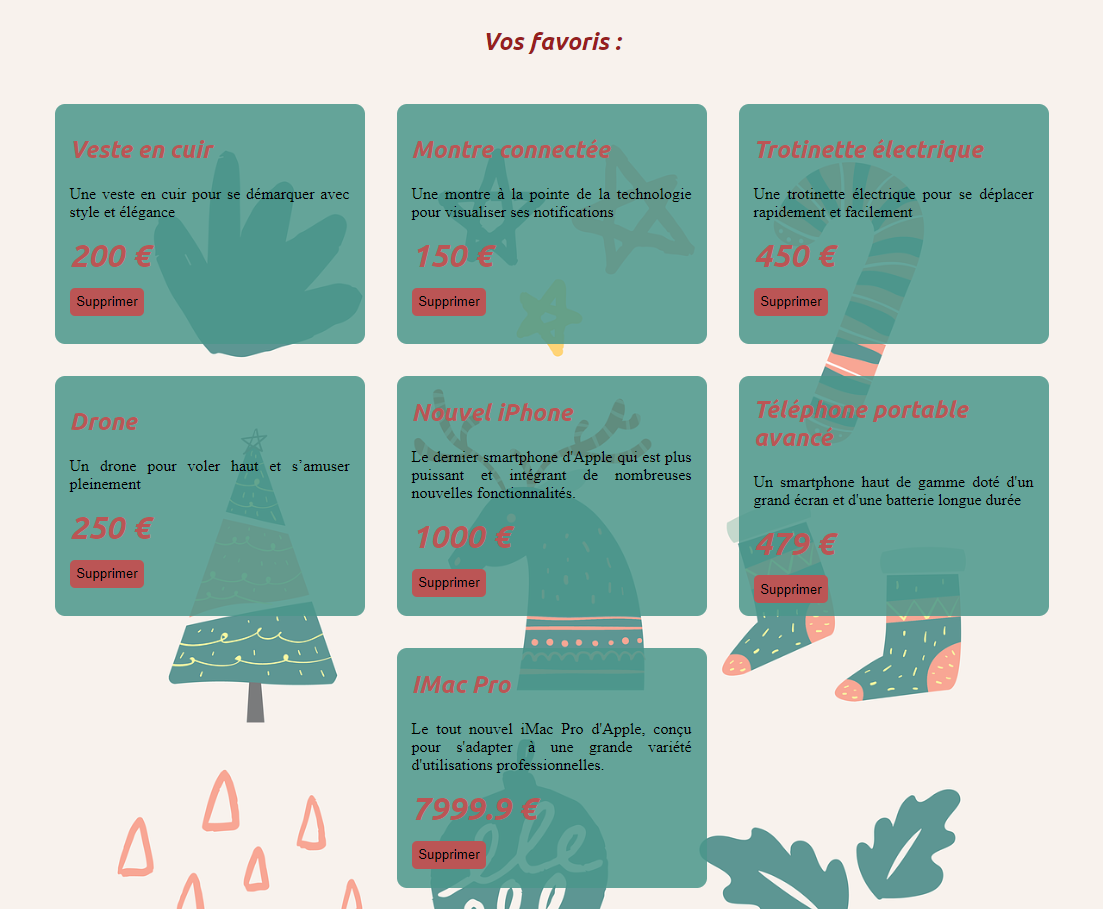 Vos favoris :
Veste en cuir
Une veste en cuir pour se démarquer avec
style et élégance
200 €
Supprimer
Montre connectée
Une montre à la pointe de la technologie
pour visualiser ses notifications
150 €
Supprimer
Trotinette électrique
Une trotinette électrique pour se déplacer
rapidement et facilement
450 €
Supprimer
Drone
Un drone pour voler haut et s’amuser
pleinement
250 €
Supprimer
Nouvel iPhone
Le dernier smartphone d'Apple qui est plus
puissant et intégrant de nombreuses
nouvelles fonctionnalités.
1000 €
Supprimer
Téléphone portable
avancé
Un smartphone haut de gamme doté d'un
grand écran et d'une batterie longue durée
479 €
Supprimer
IMac Pro
Le tout nouvel iMac Pro d'Apple, conçu
pour s'adapter à une grande variété
d'utilisations professionnelles.
7999.9 €
Supprimer